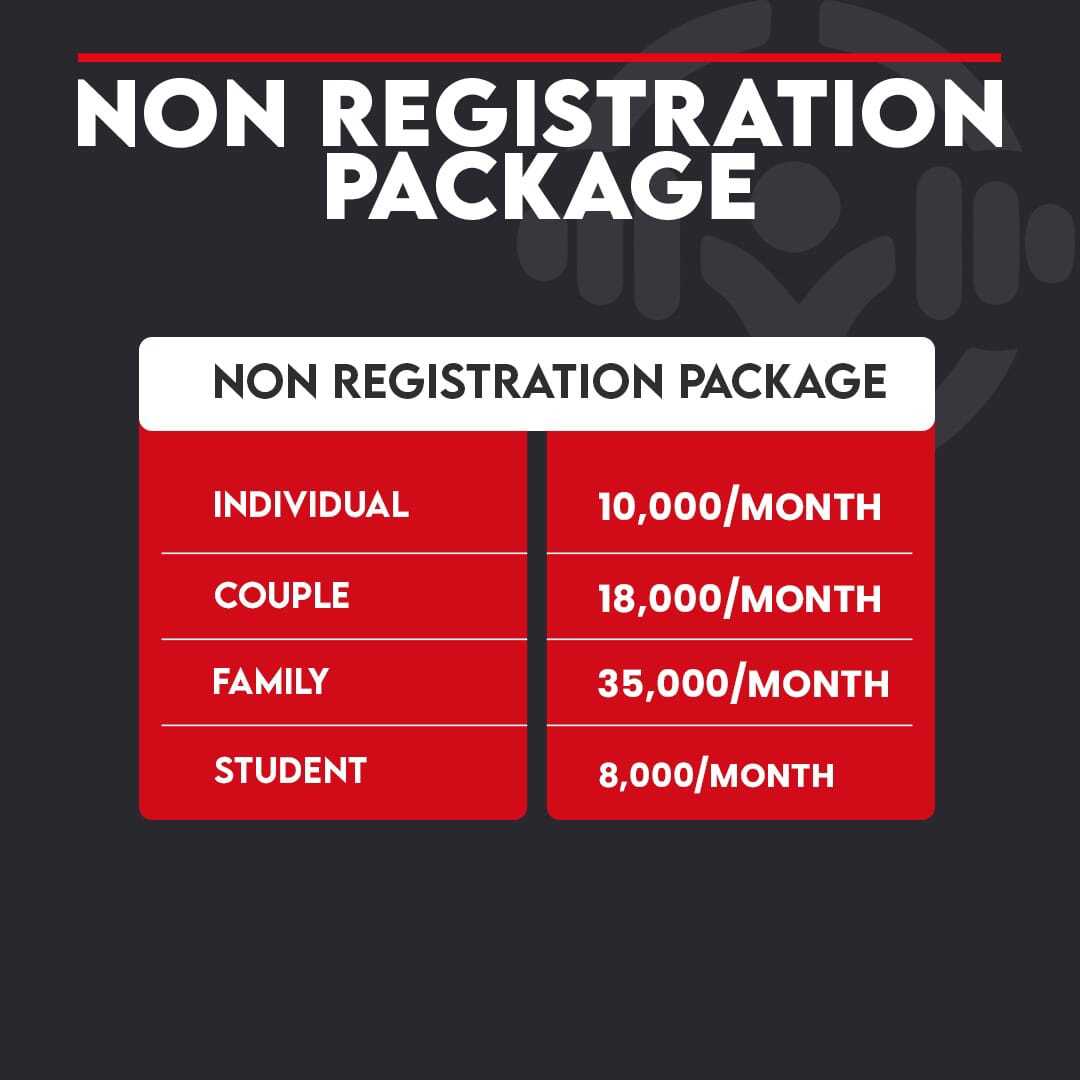 NON REGISTRATION
PACKAGE
NON REGISTRATION PACKAGE
INDIVIDUAL 10,000/MONTH
COUPLE 18,000/MONTH
FAMILY 35,000/MONTH
STUDENT 8,000/MONTH